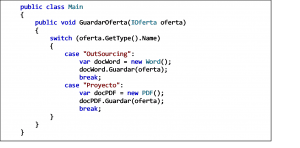 public class Main
{
    public void GuardarOferta(IOferta oferta)
    {
        switch (oferta.GetType().Name)
        {
            case "OutSourcing":
                var docWord = new Word();
                docWord.Guardar(oferta);
                break;
            case "Proyecto":
                var docPDF = new PDF();
                docPDF.Guardar(oferta);
                break;
        }
    }
}